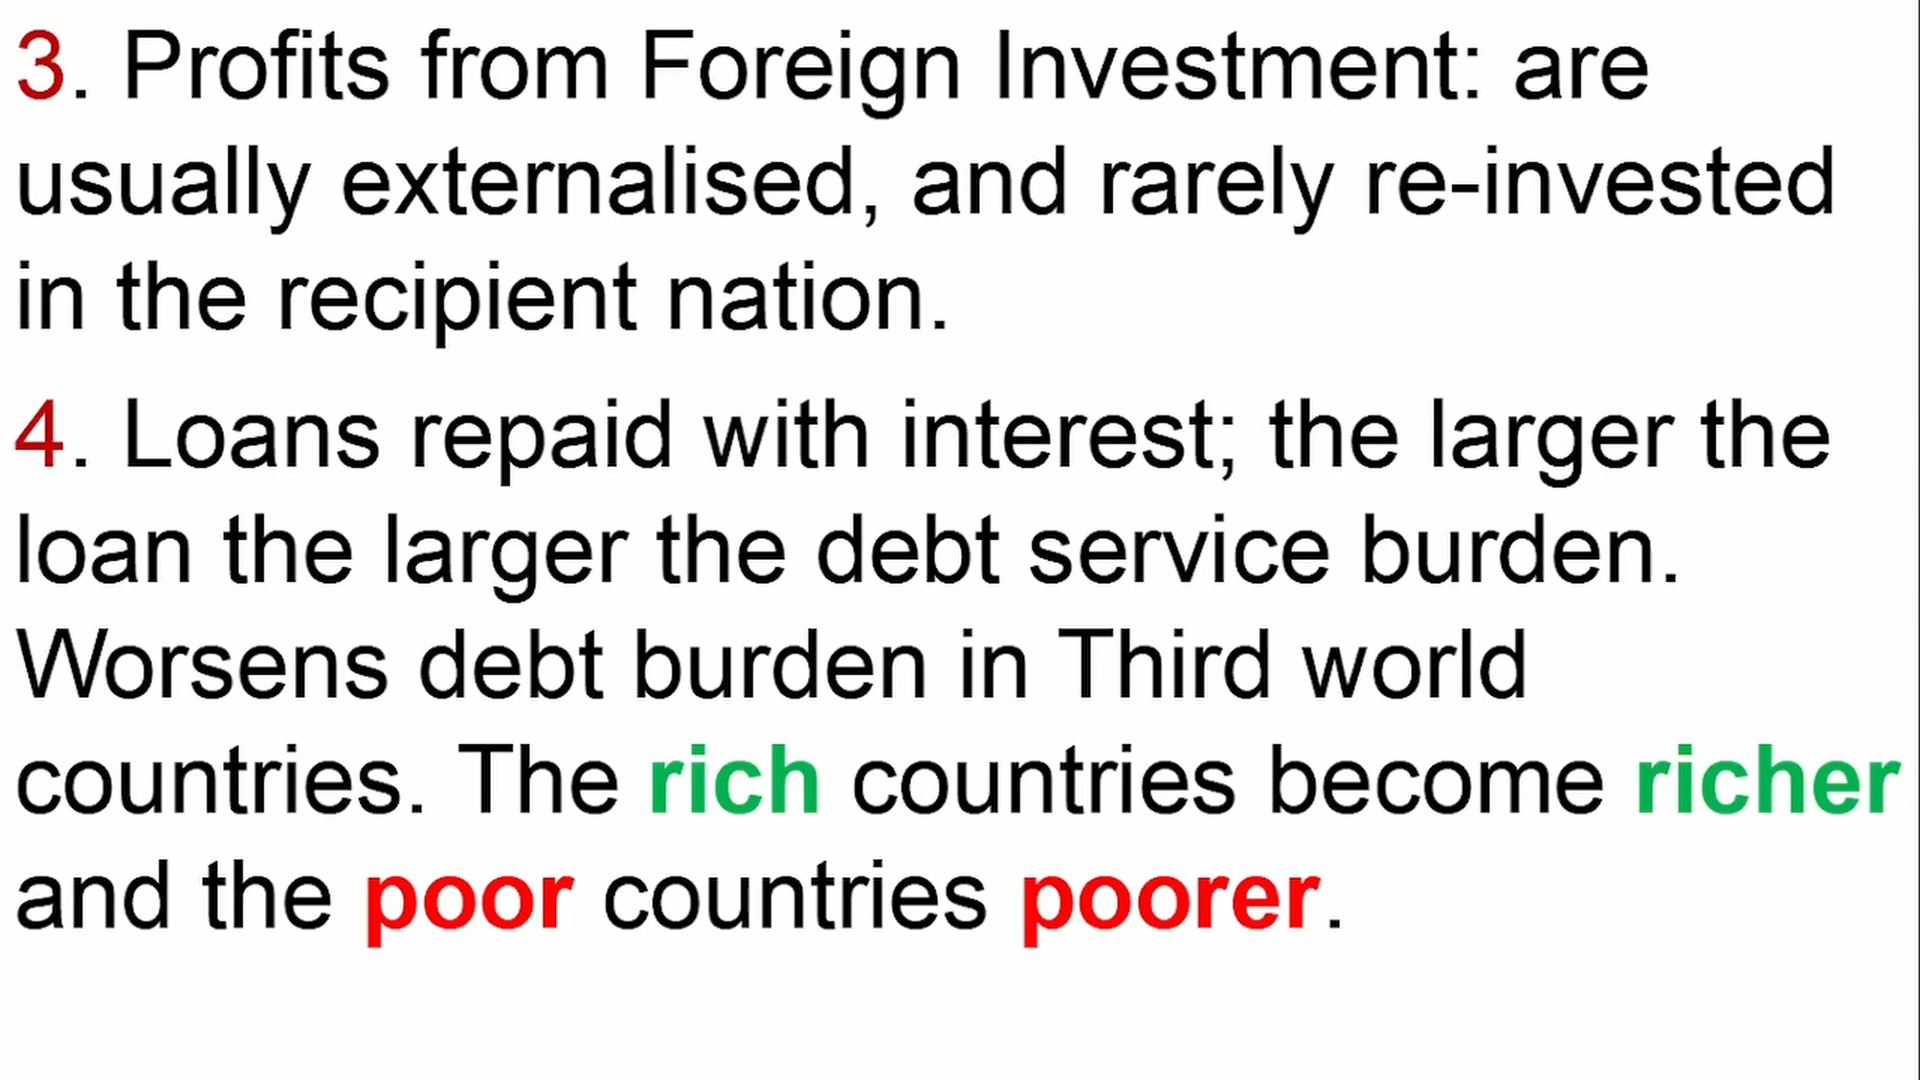 3. Profits from Foreign Investment: are
usually externalised, and rarely re-invested
in the recipient nation.
4. Loans repaid with interest; the larger the
loan the larger the debt service burden.
Worsens debt burden in Third world
countries. The rich countries become richer
and the poor countries poorer.